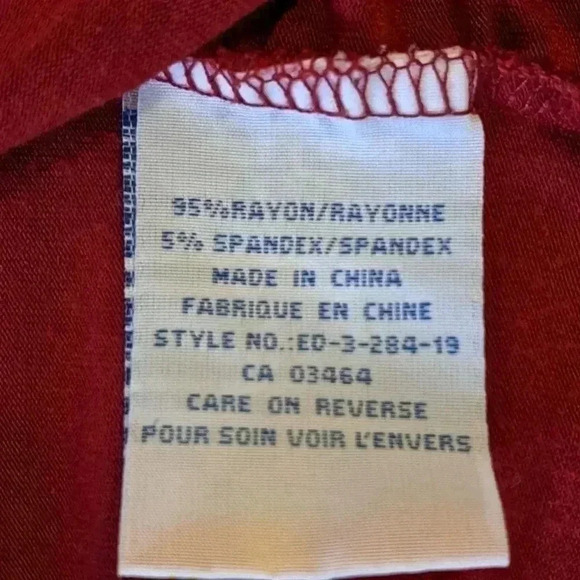 95%RAYON/RAYONNE
5% SPANDEX/SPANDEX
MADE IN CHINA
FABRIQUE EN CHINE
STYLE NO.:ED-3-284-19
CA 03464
CARE ON REVERSE
POUR SOIN VOIR L'ENVERS